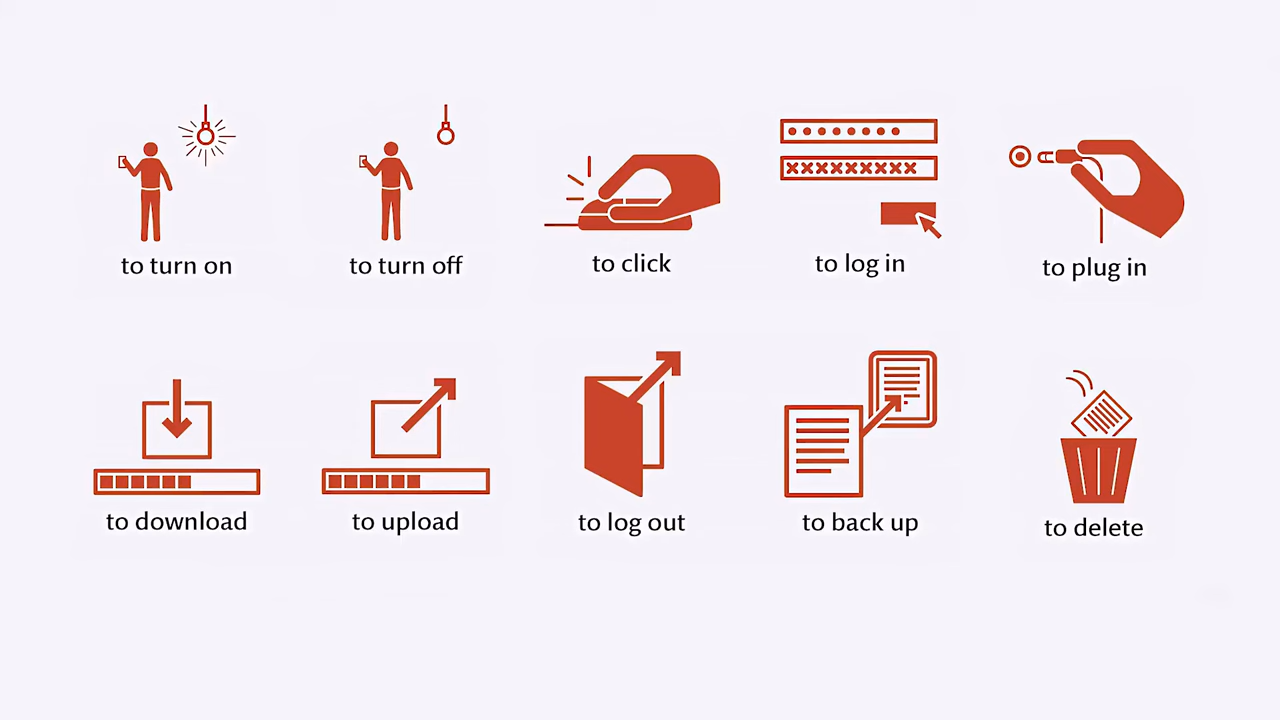 to turn on
to turn off
to click
to log in
to plug in
to download
to upload
to log out
to back up
to delete